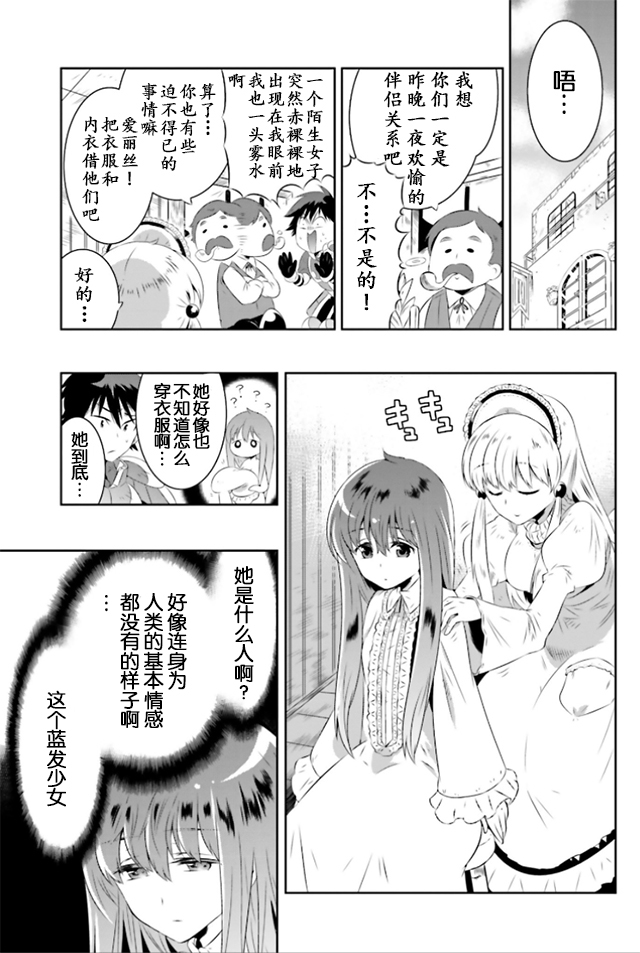 唔…
我想
你们一定是
昨晚一夜欢愉的
伴侣关系吧
不…不是的！
一个陌生女子
突然赤裸裸地
出现在我眼前
我也一头雾水
啊
算了…
你也有些
迫不得已的
事情嘛
爱丽丝！
把衣服和
内衣借他们
吧
好的…
キュ
キュ
？？？
她好像也
不知道怎么
穿衣服啊…
她
到底…
她是什么人啊？
好像连身为
人类的基本情感
都没有的样子啊
…
这个蓝发少女